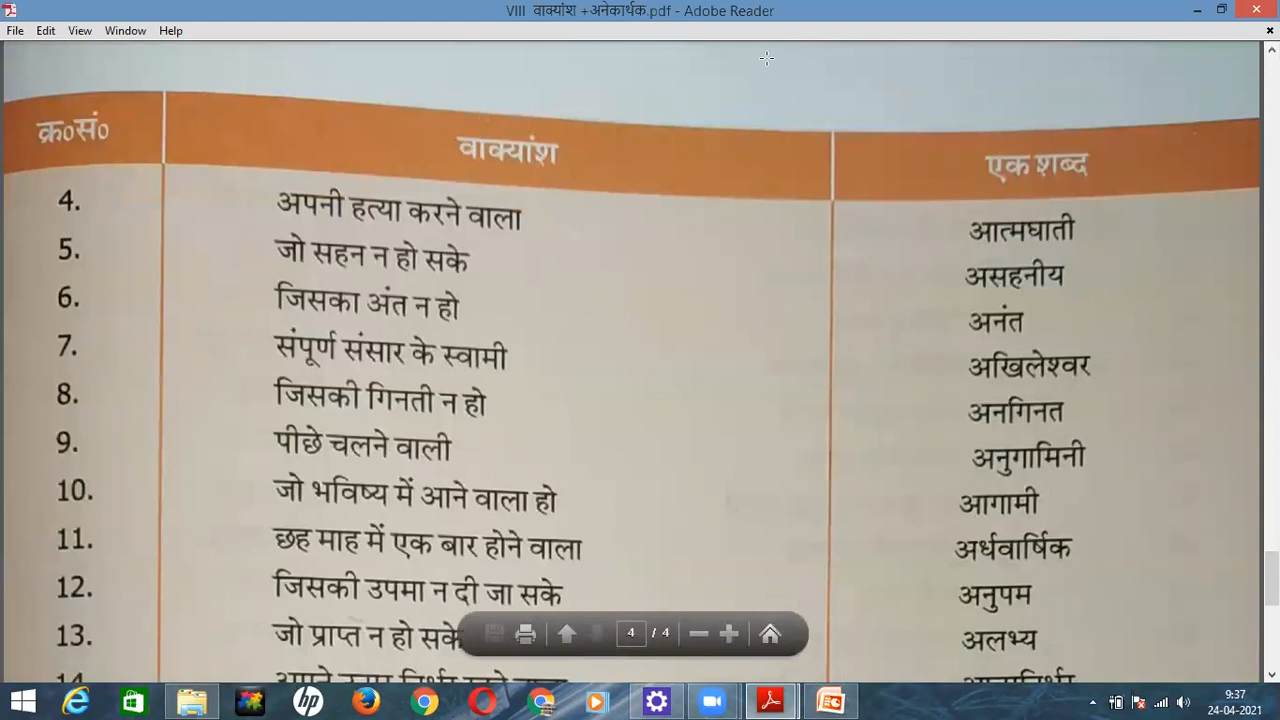 VIII वाक्यांश +अनेकार्थक.pdf - Adobe Reader
File Edit View Window Help
क्र०सं० वाक्यांश एक शब्द
4. अपनी हत्या करने वाला आत्मघाती
5. जो सहन न हो सके असहनीय
6. जिसका अंत न हो अनंत
7. संपूर्ण संसार के स्वामी अखिलेश्वर
8. जिसकी गिनती न हो अनगिनत
9. पीछे चलने वाली अनुगामिनी
10. जो भविष्य में आने वाला हो आगामी
11. छह माह में एक बार होने वाला अर्धवार्षिक
12. जिसकी उपमा न दी जा सके अनुपम
13. जो प्राप्त न हो सके अलभ्य
4 / 4
9:37
24-04-2021